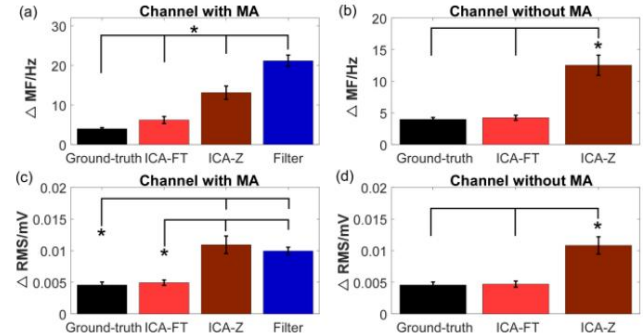 (a)
Channel with MA
△ MF/Hz
30
20
10
0
*
Ground-truth ICA-FT ICA-Z Filter
(b)
Channel without MA
△ MF/Hz
15
10
5
0
*
Ground-truth ICA-FT ICA-Z
(c)
Channel with MA
△ RMS/mV
0.02
0.015
0.01
0.005
0
* *
Ground-truth ICA-FT ICA-Z Filter
(d)
Channel without MA
△ RMS/mV
0.02
0.015
0.01
0.005
0
*
Ground-truth ICA-FT ICA-Z